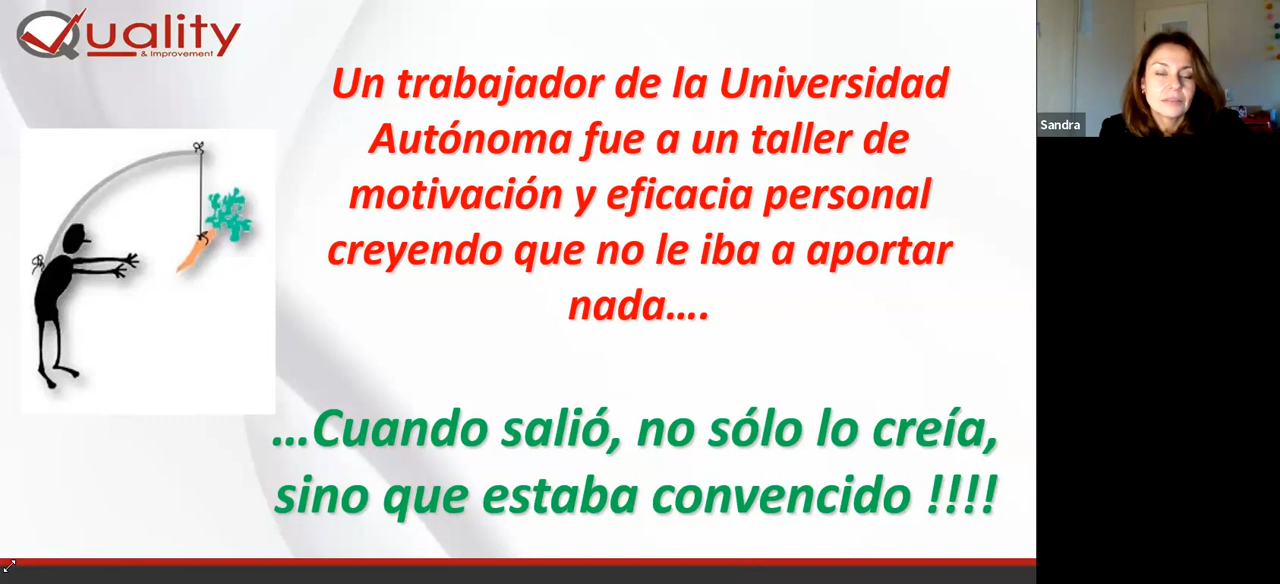 Quality
& Improvement
Un trabajador de la Universidad
Autónoma fue a un taller de
motivación y eficacia personal
creyendo que no le iba a aportar
nada....
...Cuando salió, no sólo lo creía,
sino que estaba convencido !!!!
Sandra